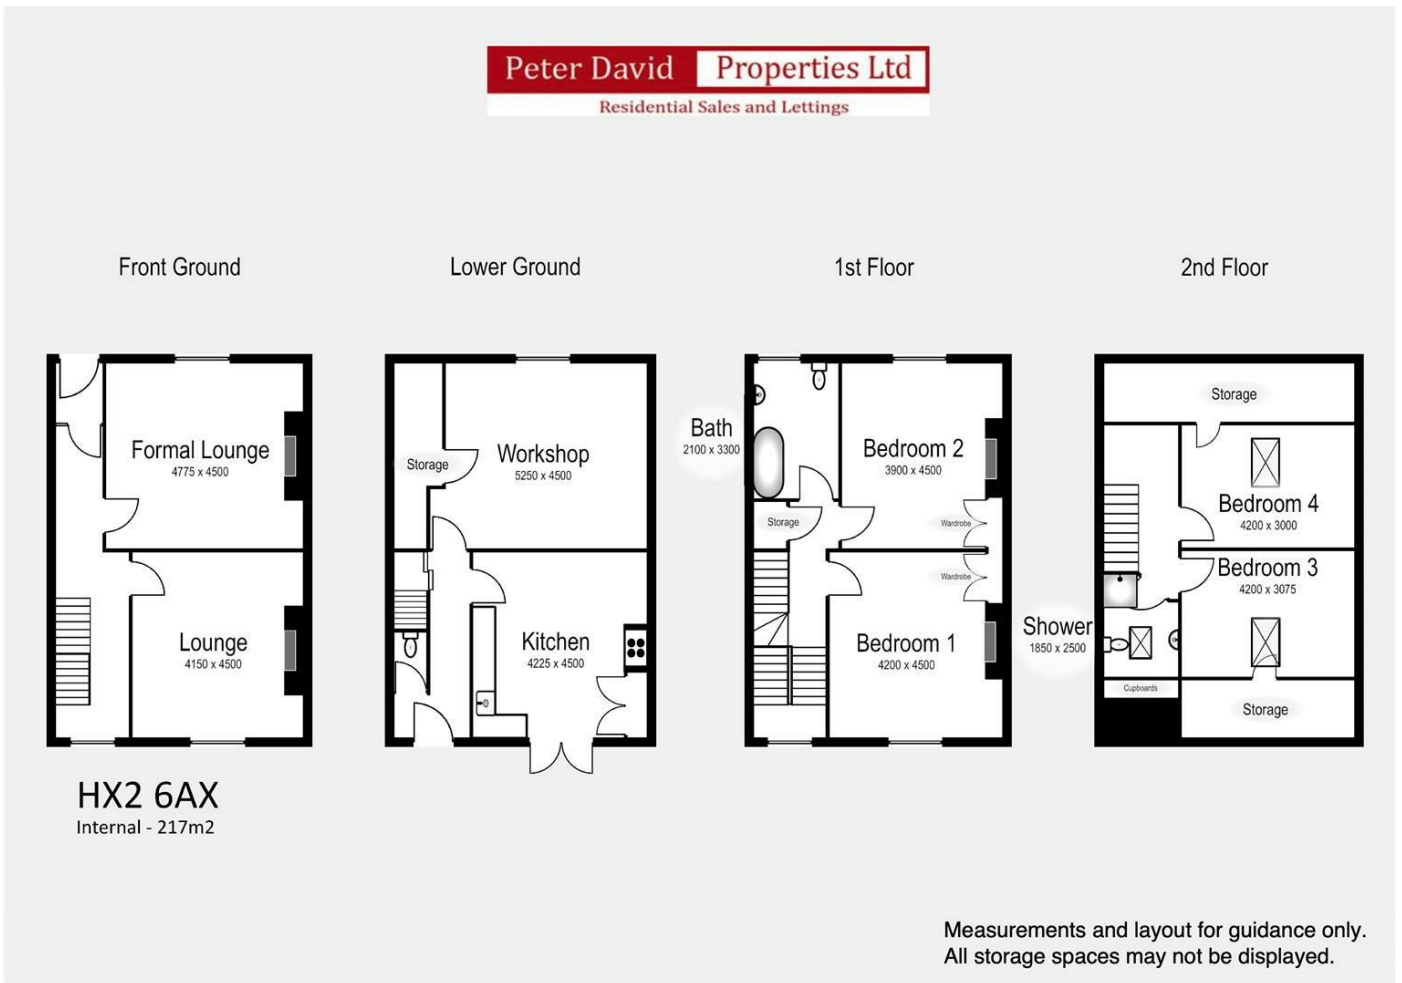 Peter David Properties Ltd
Residential Sales and Lettings
Front Ground
Lower Ground
1st Floor
2nd Floor
Formal Lounge
4775 x 4500
Lounge
4150 x 4500
Storage
Workshop
5250 x 4500
Kitchen
4225 x 4500
Bath
2100 x 3300
Bedroom 2
3900 x 4500
Storage
Wardrobe
Wardrobe
Bedroom 1
4200 x 4500
Storage
Bedroom 4
4200 x 3000
Bedroom 3
4200 x 3075
Shower
1850 x 2500
Cupboards
Storage
HX2 6AX
Internal - 217m2
Measurements and layout for guidance only.
All storage spaces may not be displayed.